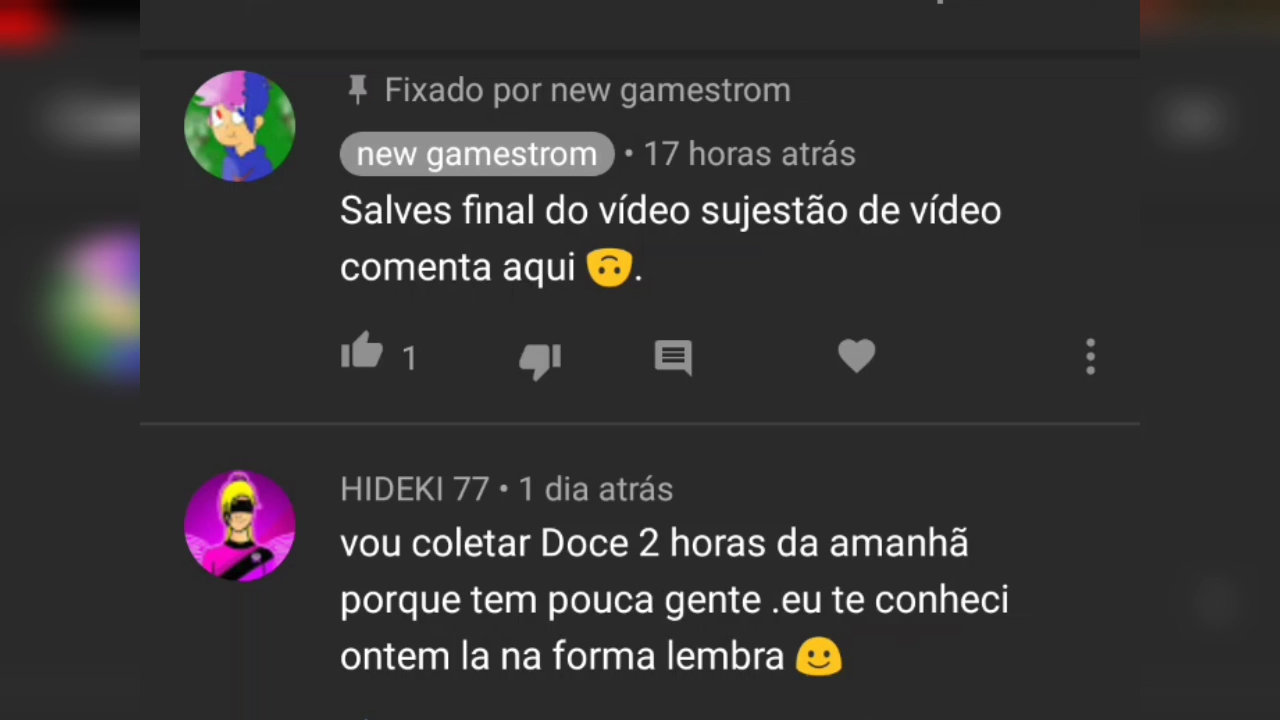 Fixado por new gamestrom
new gamestrom • 17 horas atrás
Salves final do vídeo sujestão de vídeo
comenta aqui 🙃.
1
HIDEKI 77 • 1 dia atrás
vou coletar Doce 2 horas da amanhã
porque tem pouca gente .eu te conheci
ontem la na forma lembra 🙂